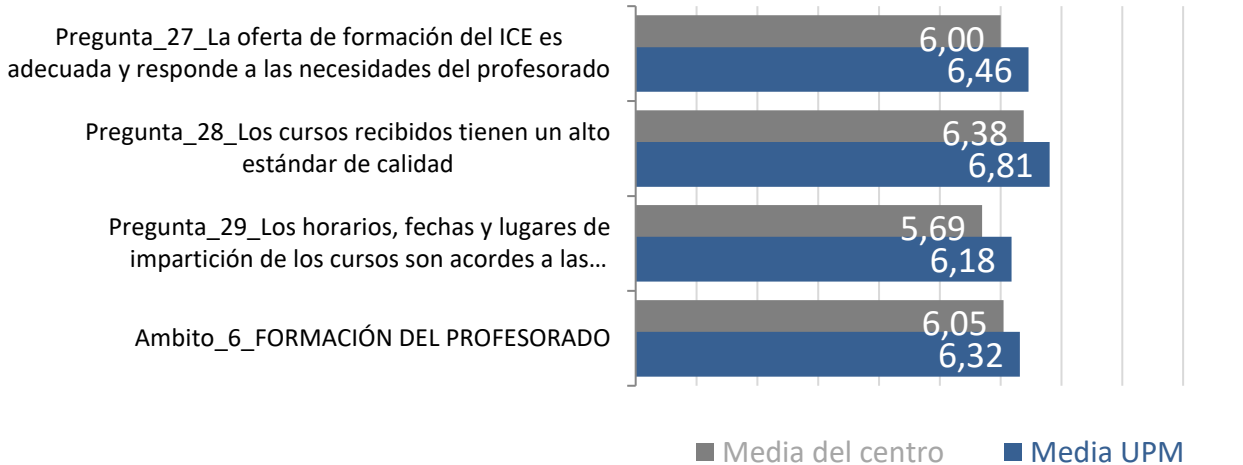 Pregunta_27_La oferta de formación del ICE es
adecuada y responde a las necesidades del profesorado
6,00
6,46
Pregunta_28_Los cursos recibidos tienen un alto
estándar de calidad
6,38
6,81
Pregunta_29_Los horarios, fechas y lugares de
impartición de los cursos son acordes a las...
5,69
6,18
Ambito_6_FORMACIÓN DEL PROFESORADO
6,05
6,32
Media del centro
Media UPM